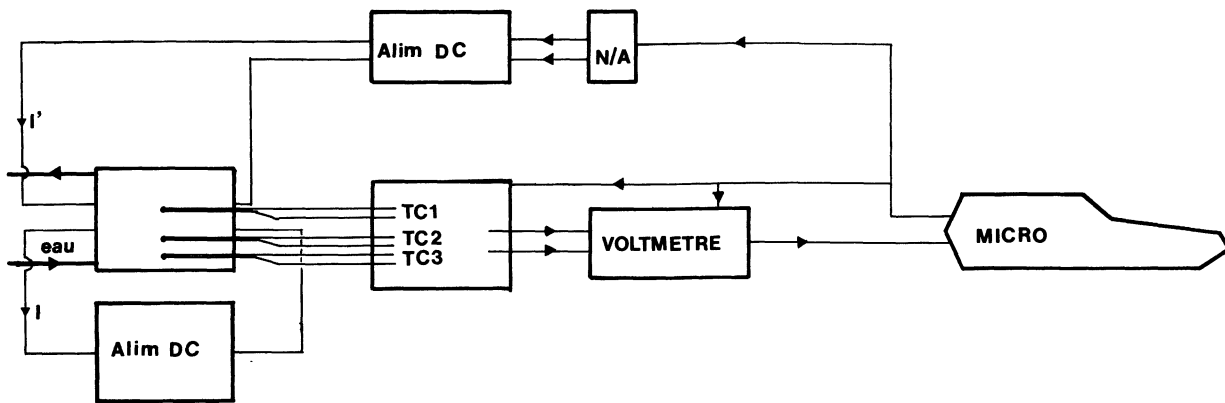 Alim DC
N/A
I'
TC1
eau
TC2
VOLTMETRE
MICRO
TC3
I
Alim DC